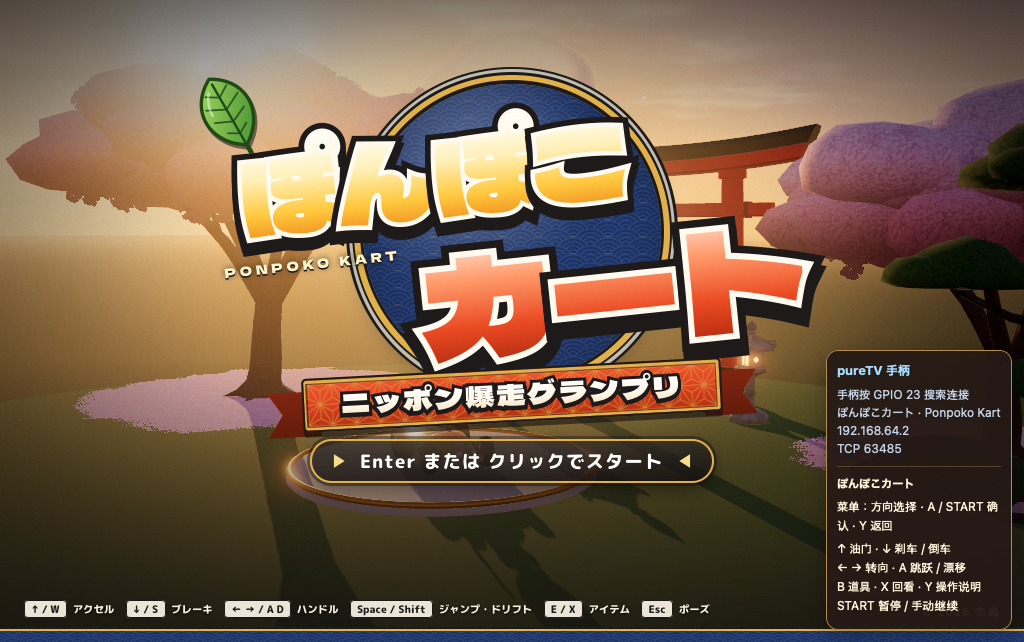 ぽんぽこ
カート
PONPOKO KART
ニッポン爆走グランプリ
Enter または クリックでスタート
↑ / W アクセル ↓ / S ブレーキ ← → / A D ハンドル Space / Shift ジャンプ・ドリフト E / X アイテム Esc ポーズ
pureTV 手柄
手柄按 GPIO 23 搜索连接
ぽんぽこカート · Ponpoko Kart
192.168.64.2
TCP 63485
ぽんぽこカート
菜单：方向选择 · A / START 确
认 · Y 返回
↑ 油门 · ↓ 刹车 / 倒车
← → 转向 · A 跳跃 / 漂移
B 道具 · X 回看 · Y 操作说明
START 暂停 / 手动继续